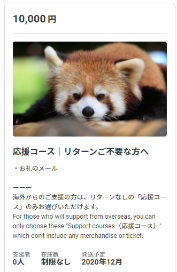 10,000 円
応援コース｜リターンご不要な方へ
・お礼のメール
ーーー
海外からのご支援の方は、リターンなしの「応援コー
ス」のみお選びいただけます。
For those who will support from overseas, you can
only choose these "Support courses（応援コース）"
which dont include any merchandise or ticket.
支援者 在庫数 発送予定
0人 制限なし 2020年12月